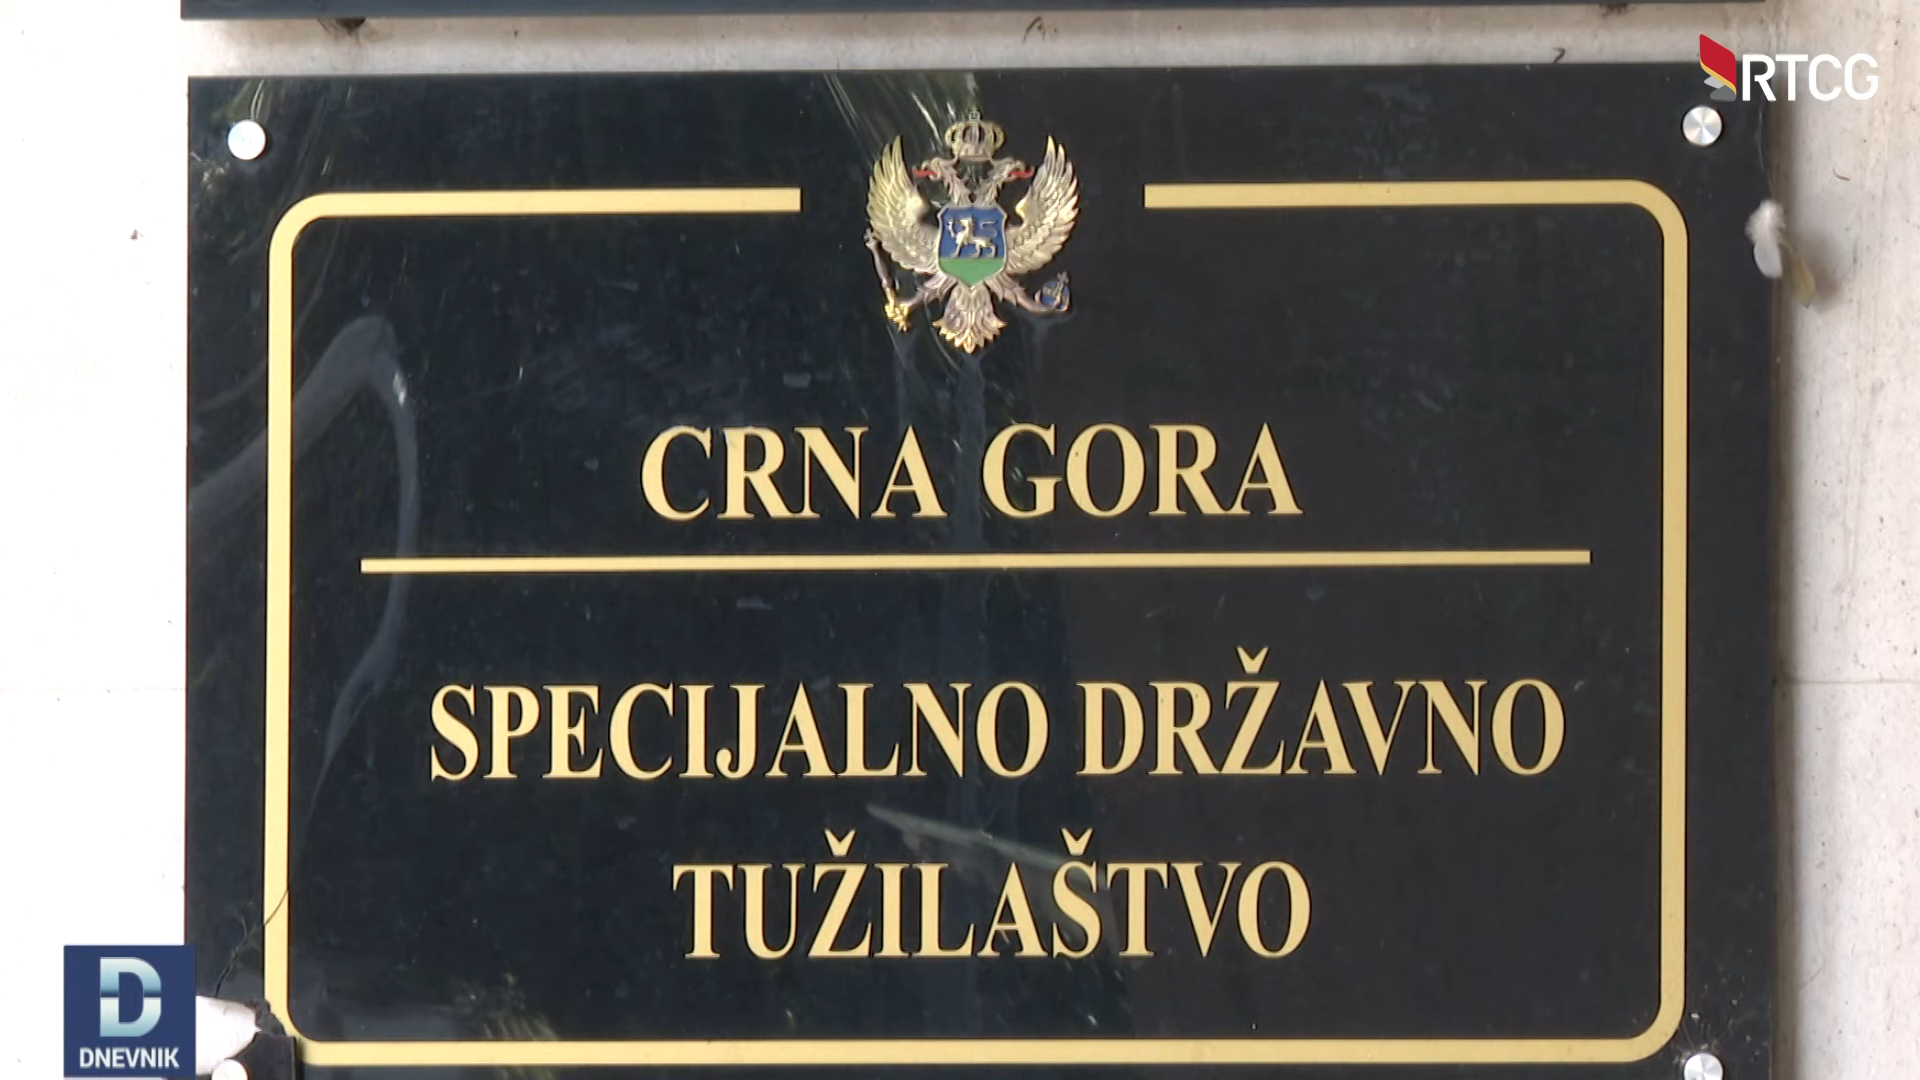 RTCG
CRNA GORA
SPECIJALNO DRŽAVNO
TUŽILAŠTVO
D
DNEVNIK